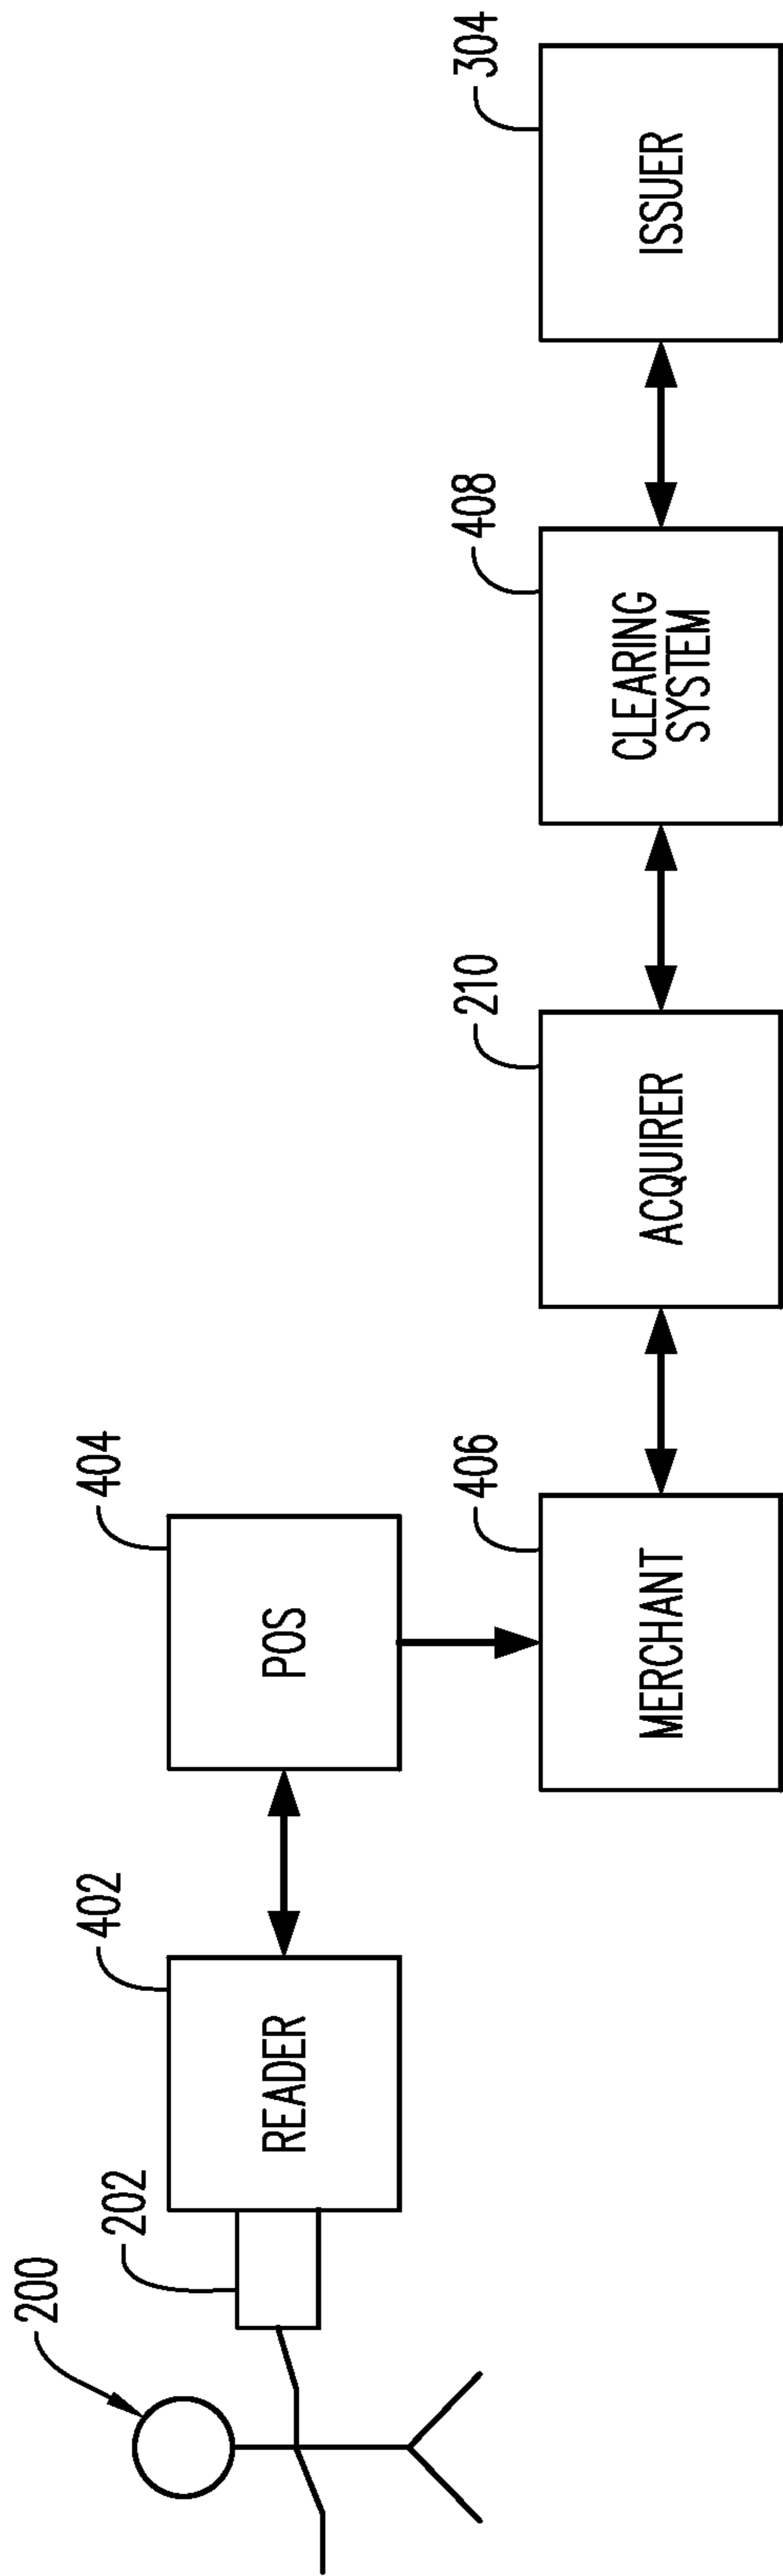 200
202
402
READER
404
POS
406
MERCHANT
210
ACQUIRER
408
CLEARING
SYSTEM
304
ISSUER